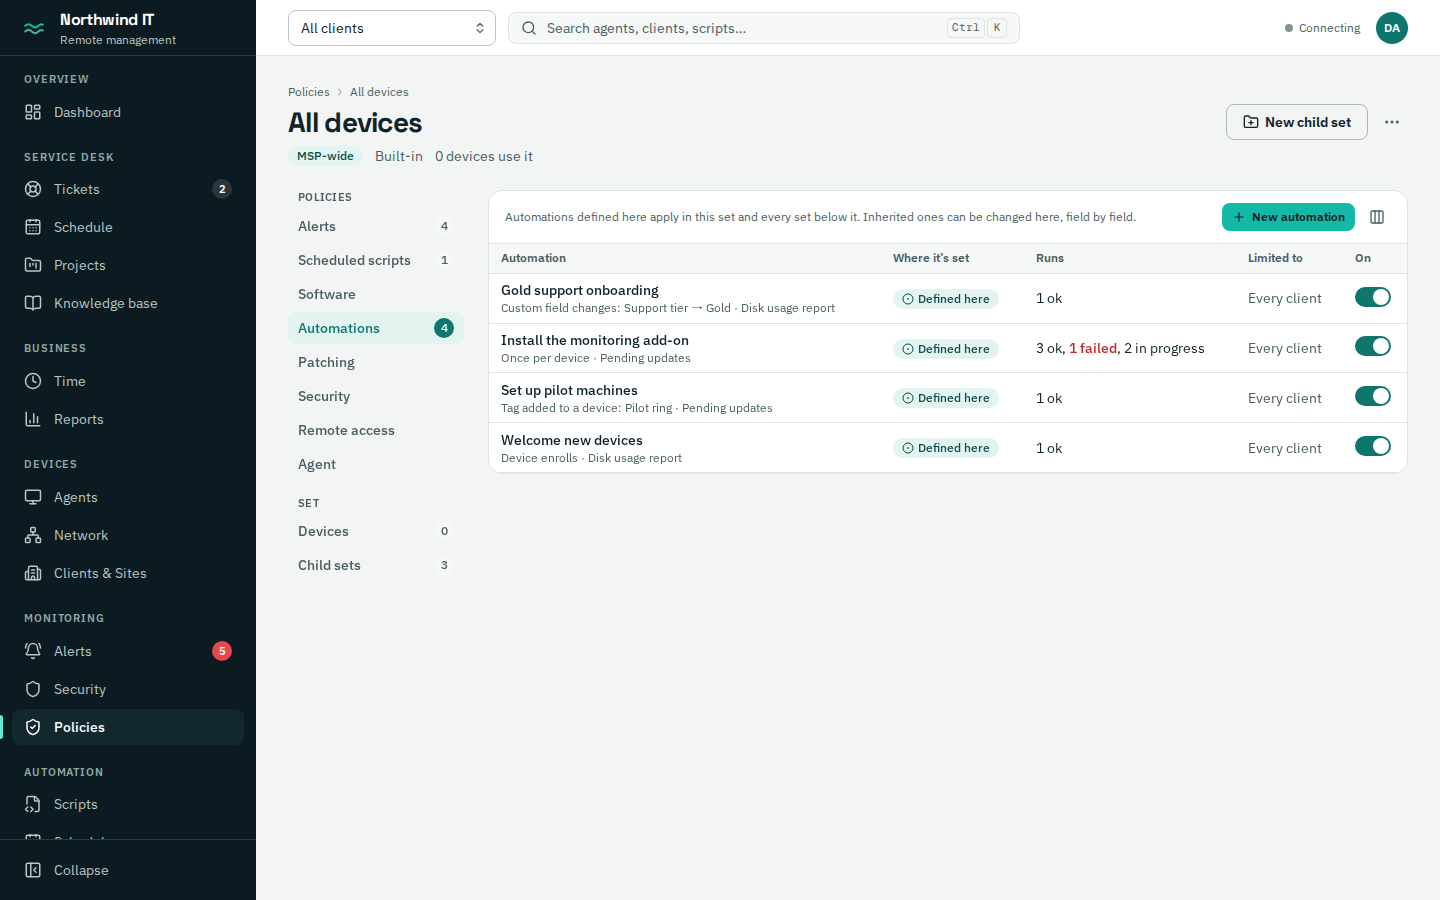 Northwind IT
Remote management
OVERVIEW
Dashboard
SERVICE DESK
Tickets 2
Schedule
Projects
Knowledge base
BUSINESS
Time
Reports
DEVICES
Agents
Network
Clients & Sites
MONITORING
Alerts 5
Security
Policies
AUTOMATION
Scripts
Collapse
All clients
Search agents, clients, scripts...
Ctrl K
Connecting
DA
Policies > All devices
All devices
MSP-wide Built-in 0 devices use it
New child set
POLICIES
Alerts 4
Scheduled scripts 1
Software
Automations 4
Patching
Security
Remote access
Agent
SET
Devices 0
Child sets 3
Automations defined here apply in this set and every set below it. Inherited ones can be changed here, field by field.
New automation
Automation Where it's set Runs Limited to On
Gold support onboarding
Custom field changes: Support tier → Gold · Disk usage report
Defined here 1 ok Every client
Install the monitoring add-on
Once per device · Pending updates
Defined here 3 ok, 1 failed, 2 in progress Every client
Set up pilot machines
Tag added to a device: Pilot ring · Pending updates
Defined here 1 ok Every client
Welcome new devices
Device enrolls · Disk usage report
Defined here 1 ok Every client